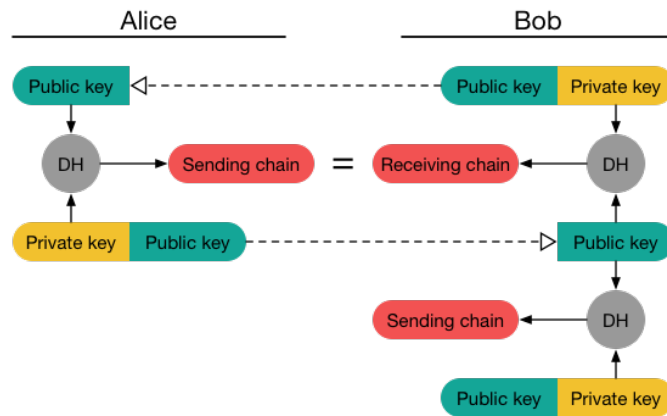 Alice
Bob
Public key
Public key
Private key
DH
Sending chain
=
Receiving chain
DH
Private key
Public key
Public key
Sending chain
DH
Public key
Private key